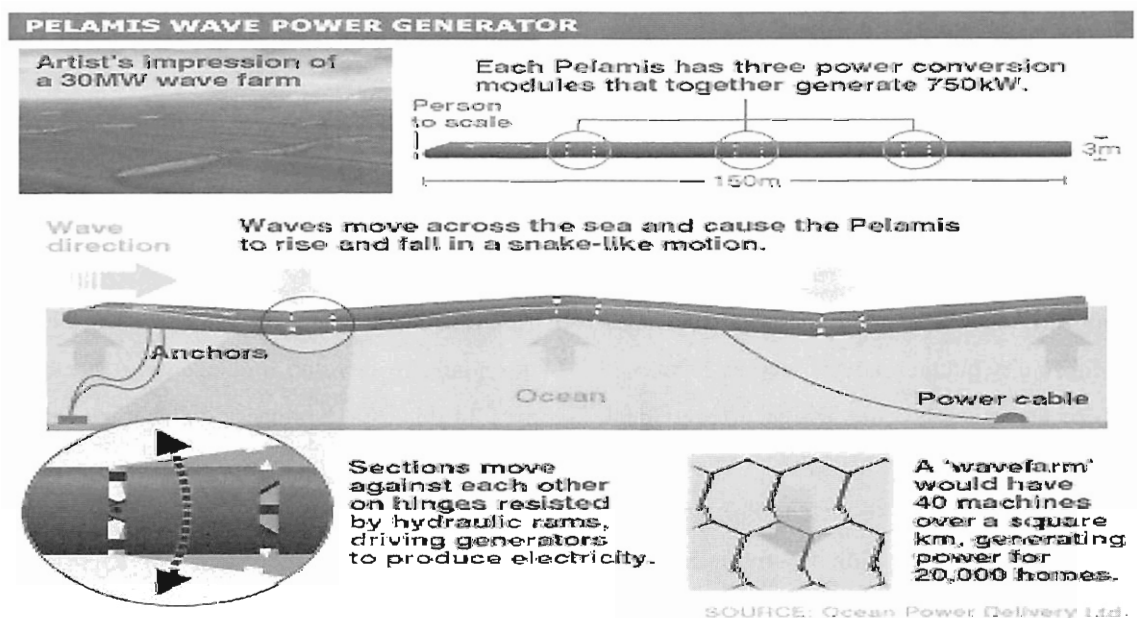 PELAMIS WAVE POWER GENERATOR
Artist's impression of
a 30MW wave farm
Each Pelamis has three power conversion
modules that together generate 750kW.
Person
to scale
3m
150m
Wave
direction
Waves move across the sea and cause the Pelamis
to rise and fall in a snake-like motion.
Anchors
Ocean
Power cable
Sections move
against each other
on hinges resisted
by hydraulic rams,
driving generators
to produce electricity.
A 'wavefarm'
would have
40 machines
over a square
km, generating
power for
20,000 homes.
SOURCE: Ocean Power Delivery Ltd.